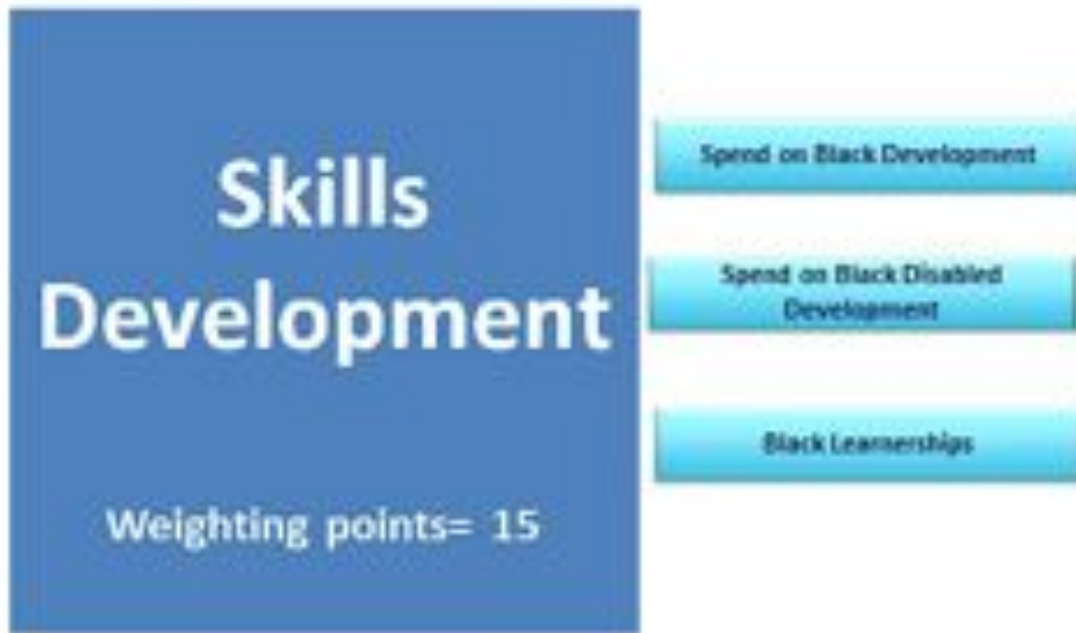 Skills
Development
Weighting points= 15
Spend on Black Development
Spend on Black Disabled
Development
Black Learnerships